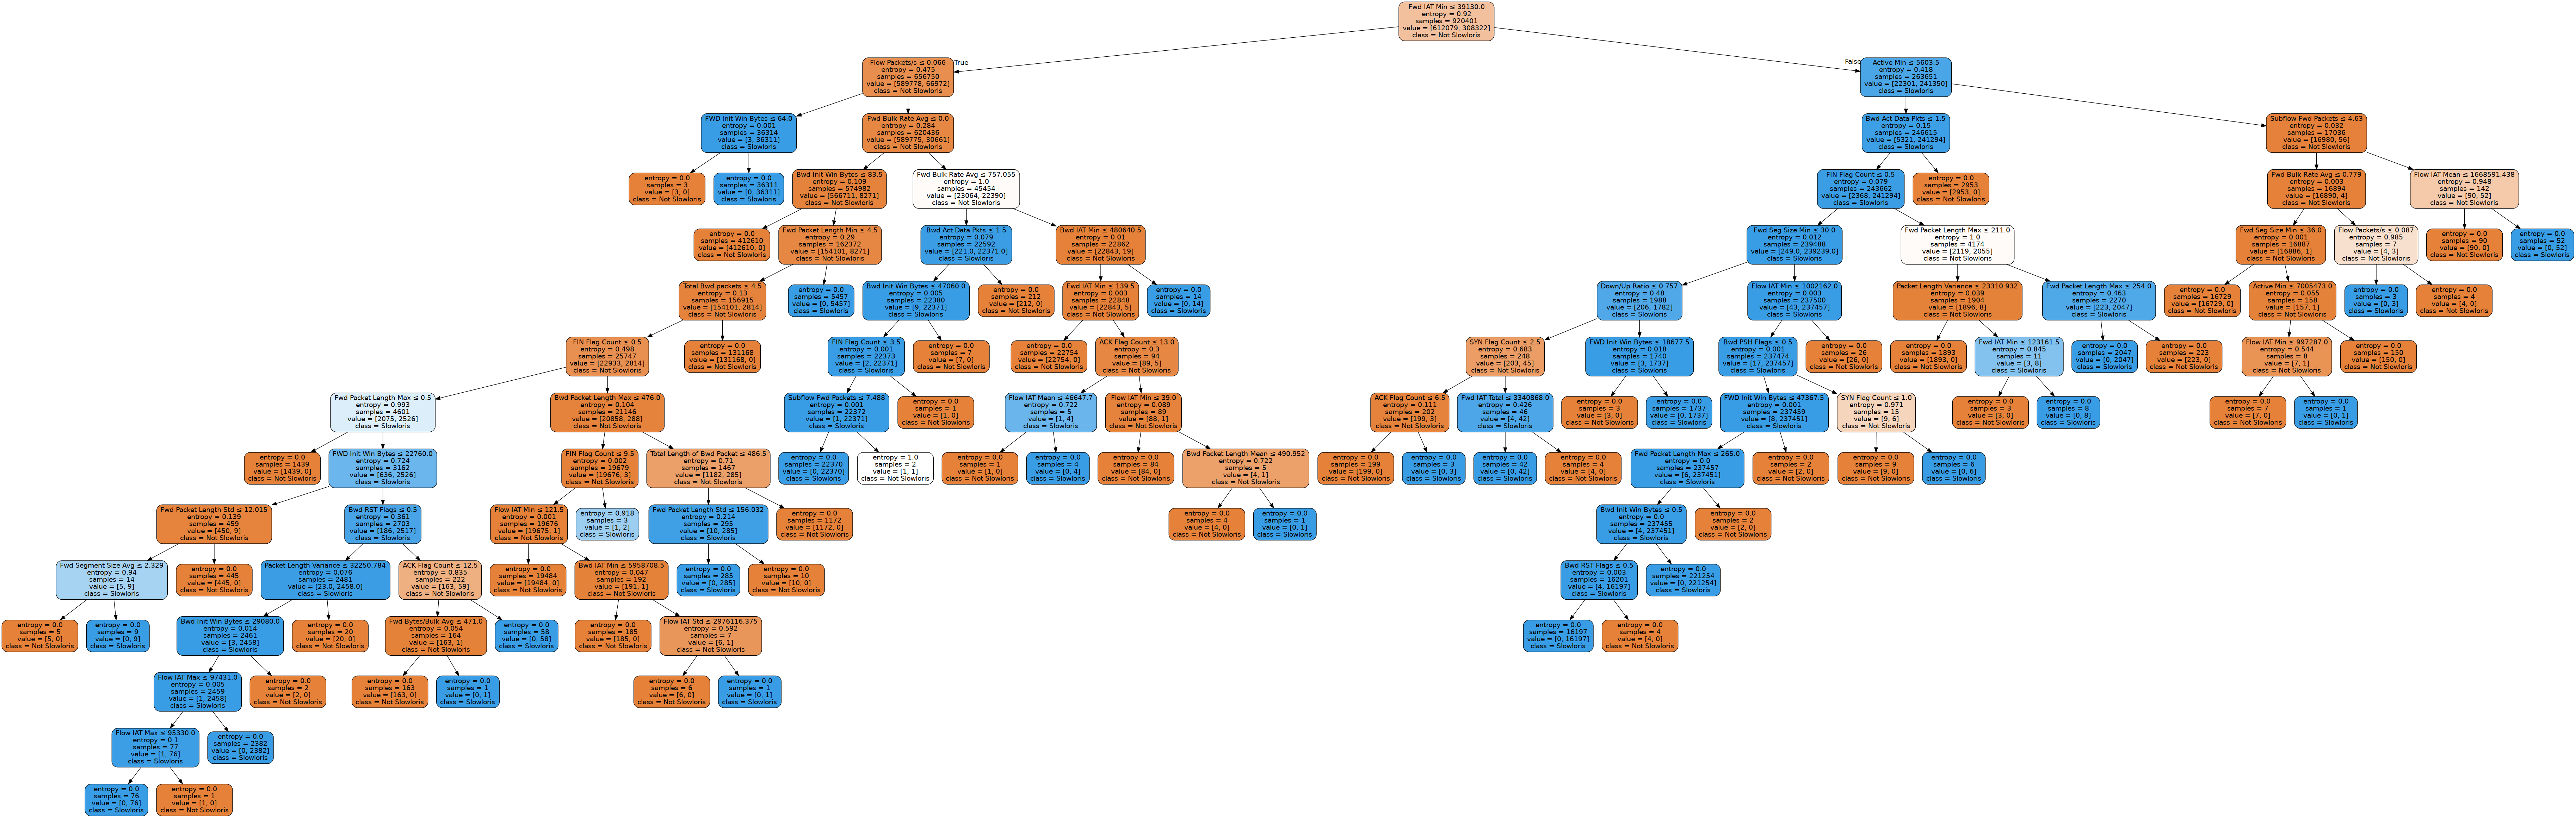 Fwd IAT Min ≤ 39130.0
entropy = 0.92
samples = 920401
value = [612079, 308322]
class = Not Slowloris
True
False
Flow Packets/s ≤ 0.066
entropy = 0.475
samples = 656750
value = [589778, 66972]
class = Not Slowloris
Active Min ≤ 5603.5
entropy = 0.418
samples = 263651
value = [22301, 241350]
class = Slowloris
FWD Init Win Bytes ≤ 64.0
entropy = 0.001
samples = 36314
value = [3, 36311]
class = Slowloris
Fwd Bulk Rate Avg ≤ 0.0
entropy = 0.284
samples = 620436
value = [589775, 30661]
class = Not Slowloris
Bwd Act Data Pkts ≤ 1.5
entropy = 0.15
samples = 246615
value = [5321, 241294]
class = Slowloris
Subflow Fwd Packets ≤ 4.63
entropy = 0.032
samples = 17036
value = [16980, 56]
class = Not Slowloris
entropy = 0.0
samples = 3
value = [3, 0]
class = Not Slowloris
entropy = 0.0
samples = 36311
value = [0, 36311]
class = Slowloris
Bwd Init Win Bytes ≤ 83.5
entropy = 0.109
samples = 574982
value = [566711, 8271]
class = Not Slowloris
Fwd Bulk Rate Avg ≤ 757.055
entropy = 1.0
samples = 45454
value = [23064, 22390]
class = Not Slowloris
FIN Flag Count ≤ 0.5
entropy = 0.079
samples = 243662
value = [2368, 241294]
class = Slowloris
entropy = 0.0
samples = 2953
value = [2953, 0]
class = Not Slowloris
Fwd Bulk Rate Avg ≤ 0.779
entropy = 0.003
samples = 16894
value = [16890, 4]
class = Not Slowloris
Flow IAT Mean ≤ 1668591.438
entropy = 0.948
samples = 142
value = [90, 52]
class = Not Slowloris
entropy = 0.0
samples = 412610
value = [412610, 0]
class = Not Slowloris
Fwd Packet Length Min ≤ 4.5
entropy = 0.29
samples = 162372
value = [154101, 8271]
class = Not Slowloris
Bwd Act Data Pkts ≤ 1.5
entropy = 0.079
samples = 22592
value = [221.0, 22371.0]
class = Slowloris
Bwd IAT Min ≤ 480640.5
entropy = 0.01
samples = 22862
value = [22843, 19]
class = Not Slowloris
Fwd Seg Size Min ≤ 30.0
entropy = 0.012
samples = 239488
value = [249.0, 239239.0]
class = Slowloris
Fwd Packet Length Max ≤ 211.0
entropy = 1.0
samples = 4174
value = [2119, 2055]
class = Not Slowloris
Fwd Seg Size Min ≤ 36.0
entropy = 0.001
samples = 16887
value = [16886, 1]
class = Not Slowloris
Flow Packets/s ≤ 0.087
entropy = 0.985
samples = 7
value = [4, 3]
class = Not Slowloris
entropy = 0.0
samples = 90
value = [90, 0]
class = Not Slowloris
entropy = 0.0
samples = 52
value = [0, 52]
class = Slowloris
Total Bwd packets ≤ 4.5
entropy = 0.13
samples = 156915
value = [154101, 2814]
class = Not Slowloris
entropy = 0.0
samples = 5457
value = [0, 5457]
class = Slowloris
Bwd Init Win Bytes ≤ 47060.0
entropy = 0.005
samples = 22380
value = [9, 22371]
class = Slowloris
entropy = 0.0
samples = 212
value = [212, 0]
class = Not Slowloris
Fwd IAT Min ≤ 139.5
entropy = 0.003
samples = 22848
value = [22843, 5]
class = Not Slowloris
entropy = 0.0
samples = 14
value = [0, 14]
class = Slowloris
Down/Up Ratio ≤ 0.757
entropy = 0.48
samples = 1988
value = [206, 1782]
class = Slowloris
Flow IAT Min ≤ 1002162.0
entropy = 0.003
samples = 237500
value = [43, 237457]
class = Slowloris
Packet Length Variance ≤ 23310.932
entropy = 0.039
samples = 1904
value = [1896, 8]
class = Not Slowloris
Fwd Packet Length Max ≤ 254.0
entropy = 0.463
samples = 2270
value = [223, 2047]
class = Slowloris
entropy = 0.0
samples = 16729
value = [16729, 0]
class = Not Slowloris
Active Min ≤ 7005473.0
entropy = 0.055
samples = 158
value = [157, 1]
class = Not Slowloris
entropy = 0.0
samples = 3
value = [0, 3]
class = Slowloris
entropy = 0.0
samples = 4
value = [4, 0]
class = Not Slowloris
FIN Flag Count ≤ 0.5
entropy = 0.498
samples = 25747
value = [22933, 2814]
class = Not Slowloris
entropy = 0.0
samples = 131168
value = [131168, 0]
class = Not Slowloris
FIN Flag Count ≤ 3.5
entropy = 0.001
samples = 22373
value = [2, 22371]
class = Slowloris
entropy = 0.0
samples = 7
value = [7, 0]
class = Not Slowloris
entropy = 0.0
samples = 22754
value = [22754, 0]
class = Not Slowloris
ACK Flag Count ≤ 13.0
entropy = 0.3
samples = 94
value = [89, 5]
class = Not Slowloris
SYN Flag Count ≤ 2.5
entropy = 0.683
samples = 248
value = [203, 45]
class = Not Slowloris
FWD Init Win Bytes ≤ 18677.5
entropy = 0.018
samples = 1740
value = [3, 1737]
class = Slowloris
Bwd PSH Flags ≤ 0.5
entropy = 0.001
samples = 237474
value = [17, 237457]
class = Slowloris
entropy = 0.0
samples = 26
value = [26, 0]
class = Not Slowloris
entropy = 0.0
samples = 1893
value = [1893, 0]
class = Not Slowloris
Fwd IAT Min ≤ 123161.5
entropy = 0.845
samples = 11
value = [3, 8]
class = Slowloris
entropy = 0.0
samples = 2047
value = [0, 2047]
class = Slowloris
entropy = 0.0
samples = 223
value = [223, 0]
class = Not Slowloris
Flow IAT Min ≤ 997287.0
entropy = 0.544
samples = 8
value = [7, 1]
class = Not Slowloris
entropy = 0.0
samples = 150
value = [150, 0]
class = Not Slowloris
Fwd Packet Length Max ≤ 0.5
entropy = 0.993
samples = 4601
value = [2075, 2526]
class = Slowloris
Bwd Packet Length Max ≤ 476.0
entropy = 0.104
samples = 21146
value = [20858, 288]
class = Not Slowloris
Subflow Fwd Packets ≤ 7.488
entropy = 0.001
samples = 22372
value = [1, 22371]
class = Slowloris
entropy = 0.0
samples = 1
value = [1, 0]
class = Not Slowloris
Flow IAT Mean ≤ 46647.7
entropy = 0.722
samples = 5
value = [1, 4]
class = Slowloris
Flow IAT Min ≤ 39.0
entropy = 0.089
samples = 89
value = [88, 1]
class = Not Slowloris
ACK Flag Count ≤ 6.5
entropy = 0.111
samples = 202
value = [199, 3]
class = Not Slowloris
Fwd IAT Total ≤ 3340868.0
entropy = 0.426
samples = 46
value = [4, 42]
class = Slowloris
entropy = 0.0
samples = 3
value = [3, 0]
class = Not Slowloris
entropy = 0.0
samples = 1737
value = [0, 1737]
class = Slowloris
FWD Init Win Bytes ≤ 47367.5
entropy = 0.001
samples = 237459
value = [8, 237451]
class = Slowloris
SYN Flag Count ≤ 1.0
entropy = 0.971
samples = 15
value = [9, 6]
class = Not Slowloris
entropy = 0.0
samples = 3
value = [3, 0]
class = Not Slowloris
entropy = 0.0
samples = 8
value = [0, 8]
class = Slowloris
entropy = 0.0
samples = 7
value = [7, 0]
class = Not Slowloris
entropy = 0.0
samples = 1
value = [0, 1]
class = Slowloris
entropy = 0.0
samples = 1439
value = [1439, 0]
class = Not Slowloris
FWD Init Win Bytes ≤ 22760.0
entropy = 0.724
samples = 3162
value = [636, 2526]
class = Slowloris
FIN Flag Count ≤ 9.5
entropy = 0.002
samples = 19679
value = [19676, 3]
class = Not Slowloris
Total Length of Bwd Packet ≤ 486.5
entropy = 0.71
samples = 1467
value = [1182, 285]
class = Not Slowloris
entropy = 0.0
samples = 22370
value = [0, 22370]
class = Slowloris
entropy = 1.0
samples = 2
value = [1, 1]
class = Not Slowloris
entropy = 0.0
samples = 1
value = [1, 0]
class = Not Slowloris
entropy = 0.0
samples = 4
value = [0, 4]
class = Slowloris
entropy = 0.0
samples = 84
value = [84, 0]
class = Not Slowloris
Bwd Packet Length Mean ≤ 490.952
entropy = 0.722
samples = 5
value = [4, 1]
class = Not Slowloris
entropy = 0.0
samples = 199
value = [199, 0]
class = Not Slowloris
entropy = 0.0
samples = 3
value = [0, 3]
class = Slowloris
entropy = 0.0
samples = 42
value = [0, 42]
class = Slowloris
entropy = 0.0
samples = 4
value = [4, 0]
class = Not Slowloris
Fwd Packet Length Max ≤ 265.0
entropy = 0.0
samples = 237457
value = [6, 237451]
class = Slowloris
entropy = 0.0
samples = 2
value = [2, 0]
class = Not Slowloris
entropy = 0.0
samples = 9
value = [9, 0]
class = Not Slowloris
entropy = 0.0
samples = 6
value = [0, 6]
class = Slowloris
Fwd Packet Length Std ≤ 12.015
entropy = 0.139
samples = 459
value = [450, 9]
class = Not Slowloris
Bwd RST Flags ≤ 0.5
entropy = 0.361
samples = 2703
value = [186, 2517]
class = Slowloris
Flow IAT Min ≤ 121.5
entropy = 0.001
samples = 19676
value = [19675, 1]
class = Not Slowloris
entropy = 0.918
samples = 3
value = [1, 2]
class = Slowloris
Fwd Packet Length Std ≤ 156.032
entropy = 0.214
samples = 295
value = [10, 285]
class = Slowloris
entropy = 0.0
samples = 1172
value = [1172, 0]
class = Not Slowloris
entropy = 0.0
samples = 4
value = [4, 0]
class = Not Slowloris
entropy = 0.0
samples = 1
value = [0, 1]
class = Slowloris
Bwd Init Win Bytes ≤ 0.5
entropy = 0.0
samples = 237455
value = [4, 237451]
class = Slowloris
entropy = 0.0
samples = 2
value = [2, 0]
class = Not Slowloris
Fwd Segment Size Avg ≤ 2.329
entropy = 0.94
samples = 14
value = [5, 9]
class = Slowloris
entropy = 0.0
samples = 445
value = [445, 0]
class = Not Slowloris
Packet Length Variance ≤ 32250.784
entropy = 0.076
samples = 2481
value = [23.0, 2458.0]
class = Slowloris
ACK Flag Count ≤ 12.5
entropy = 0.835
samples = 222
value = [163, 59]
class = Not Slowloris
entropy = 0.0
samples = 19484
value = [19484, 0]
class = Not Slowloris
Bwd IAT Min ≤ 5958708.5
entropy = 0.047
samples = 192
value = [191, 1]
class = Not Slowloris
entropy = 0.0
samples = 285
value = [0, 285]
class = Slowloris
entropy = 0.0
samples = 10
value = [10, 0]
class = Not Slowloris
Bwd RST Flags ≤ 0.5
entropy = 0.003
samples = 16201
value = [4, 16197]
class = Slowloris
entropy = 0.0
samples = 221254
value = [0, 221254]
class = Slowloris
entropy = 0.0
samples = 5
value = [5, 0]
class = Not Slowloris
entropy = 0.0
samples = 9
value = [0, 9]
class = Slowloris
Bwd Init Win Bytes ≤ 29080.0
entropy = 0.014
samples = 2461
value = [3, 2458]
class = Slowloris
entropy = 0.0
samples = 20
value = [20, 0]
class = Not Slowloris
Fwd Bytes/Bulk Avg ≤ 471.0
entropy = 0.054
samples = 164
value = [163, 1]
class = Not Slowloris
entropy = 0.0
samples = 58
value = [0, 58]
class = Slowloris
entropy = 0.0
samples = 185
value = [185, 0]
class = Not Slowloris
Flow IAT Std ≤ 2976116.375
entropy = 0.592
samples = 7
value = [6, 1]
class = Not Slowloris
entropy = 0.0
samples = 16197
value = [0, 16197]
class = Slowloris
entropy = 0.0
samples = 4
value = [4, 0]
class = Not Slowloris
Flow IAT Max ≤ 97431.0
entropy = 0.005
samples = 2459
value = [1, 2458]
class = Slowloris
entropy = 0.0
samples = 2
value = [2, 0]
class = Not Slowloris
entropy = 0.0
samples = 163
value = [163, 0]
class = Not Slowloris
entropy = 0.0
samples = 1
value = [0, 1]
class = Slowloris
entropy = 0.0
samples = 6
value = [6, 0]
class = Not Slowloris
entropy = 0.0
samples = 1
value = [0, 1]
class = Slowloris
Flow IAT Max ≤ 95330.0
entropy = 0.1
samples = 77
value = [1, 76]
class = Slowloris
entropy = 0.0
samples = 2382
value = [0, 2382]
class = Slowloris
entropy = 0.0
samples = 76
value = [0, 76]
class = Slowloris
entropy = 0.0
samples = 1
value = [1, 0]
class = Not Slowloris